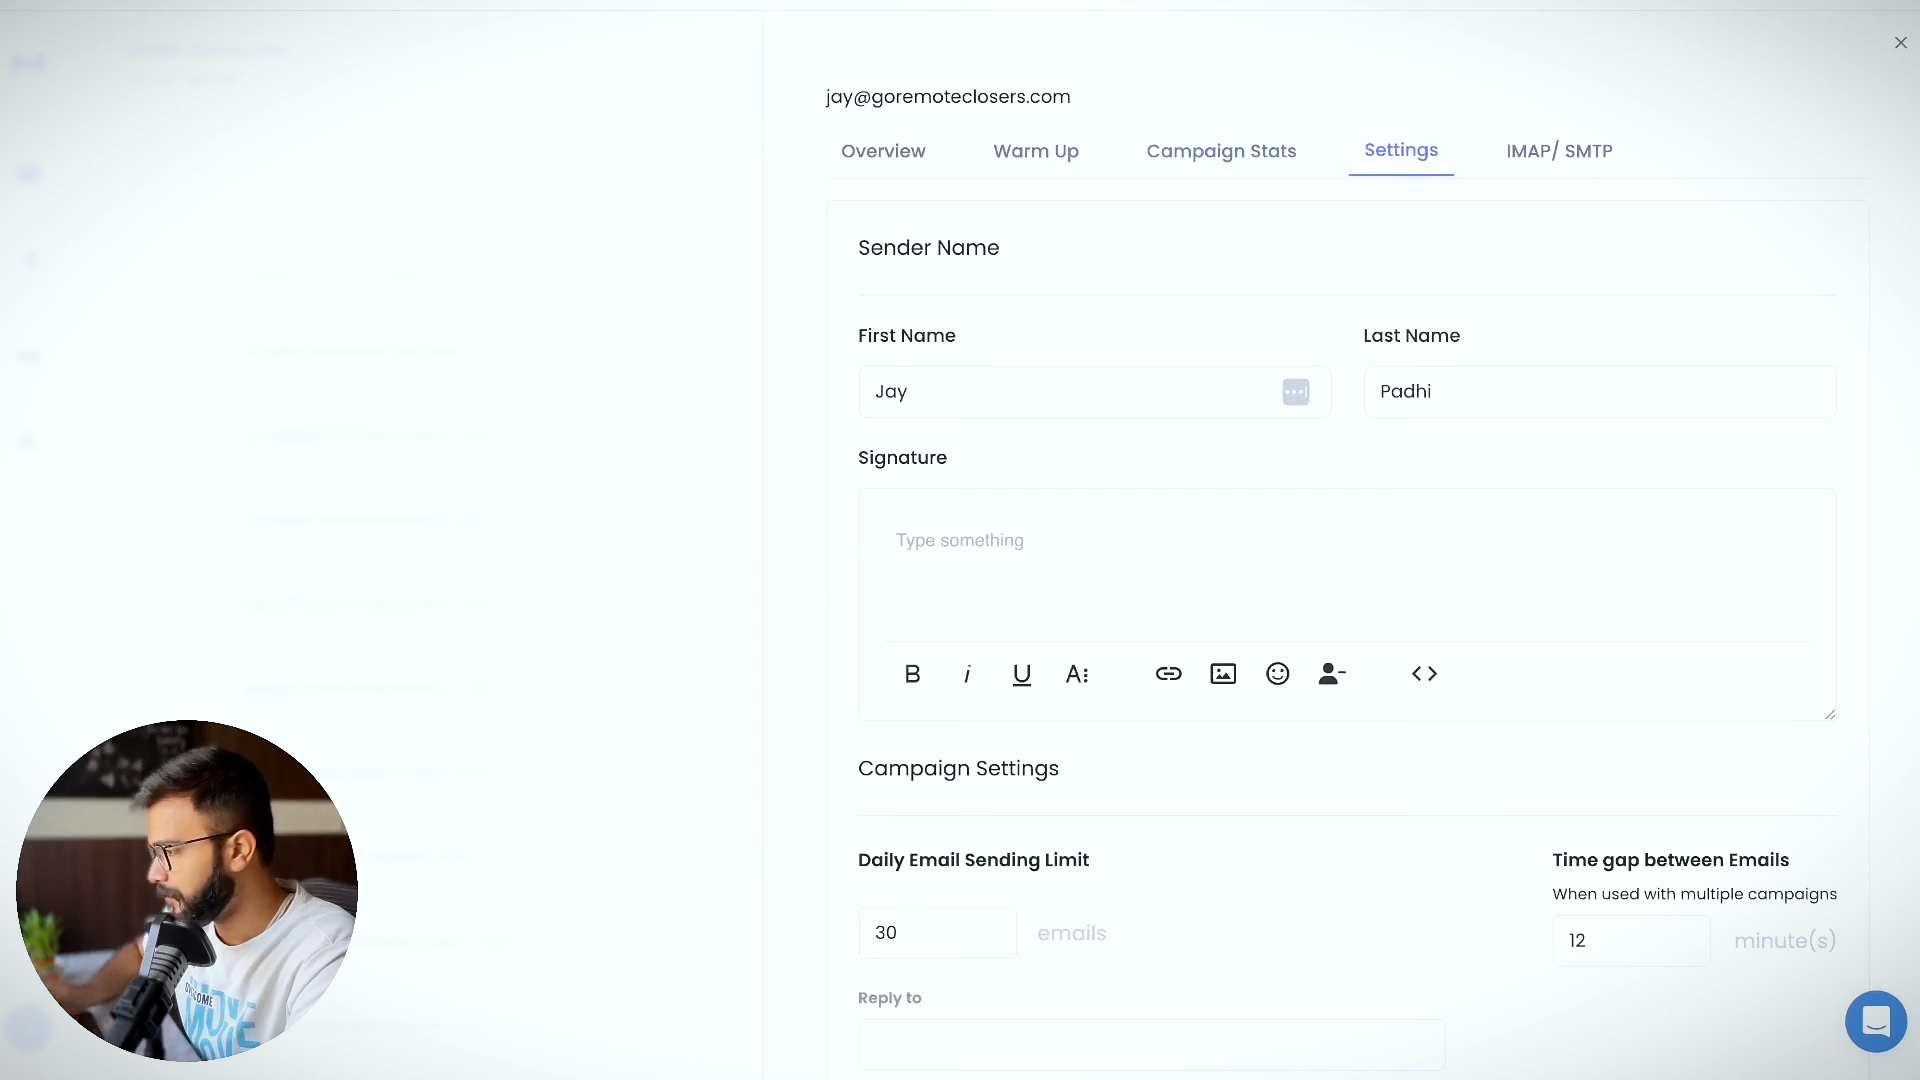 jay@goremoteclosers.com
Overview Warm Up Campaign Stats Settings IMAP/ SMTP
Sender Name
First Name Last Name
Jay Padhi
Signature
Type something
B i U A
Campaign Settings
Daily Email Sending Limit Time gap between Emails
When used with multiple campaigns
30 emails 12 minute(s)
Reply to